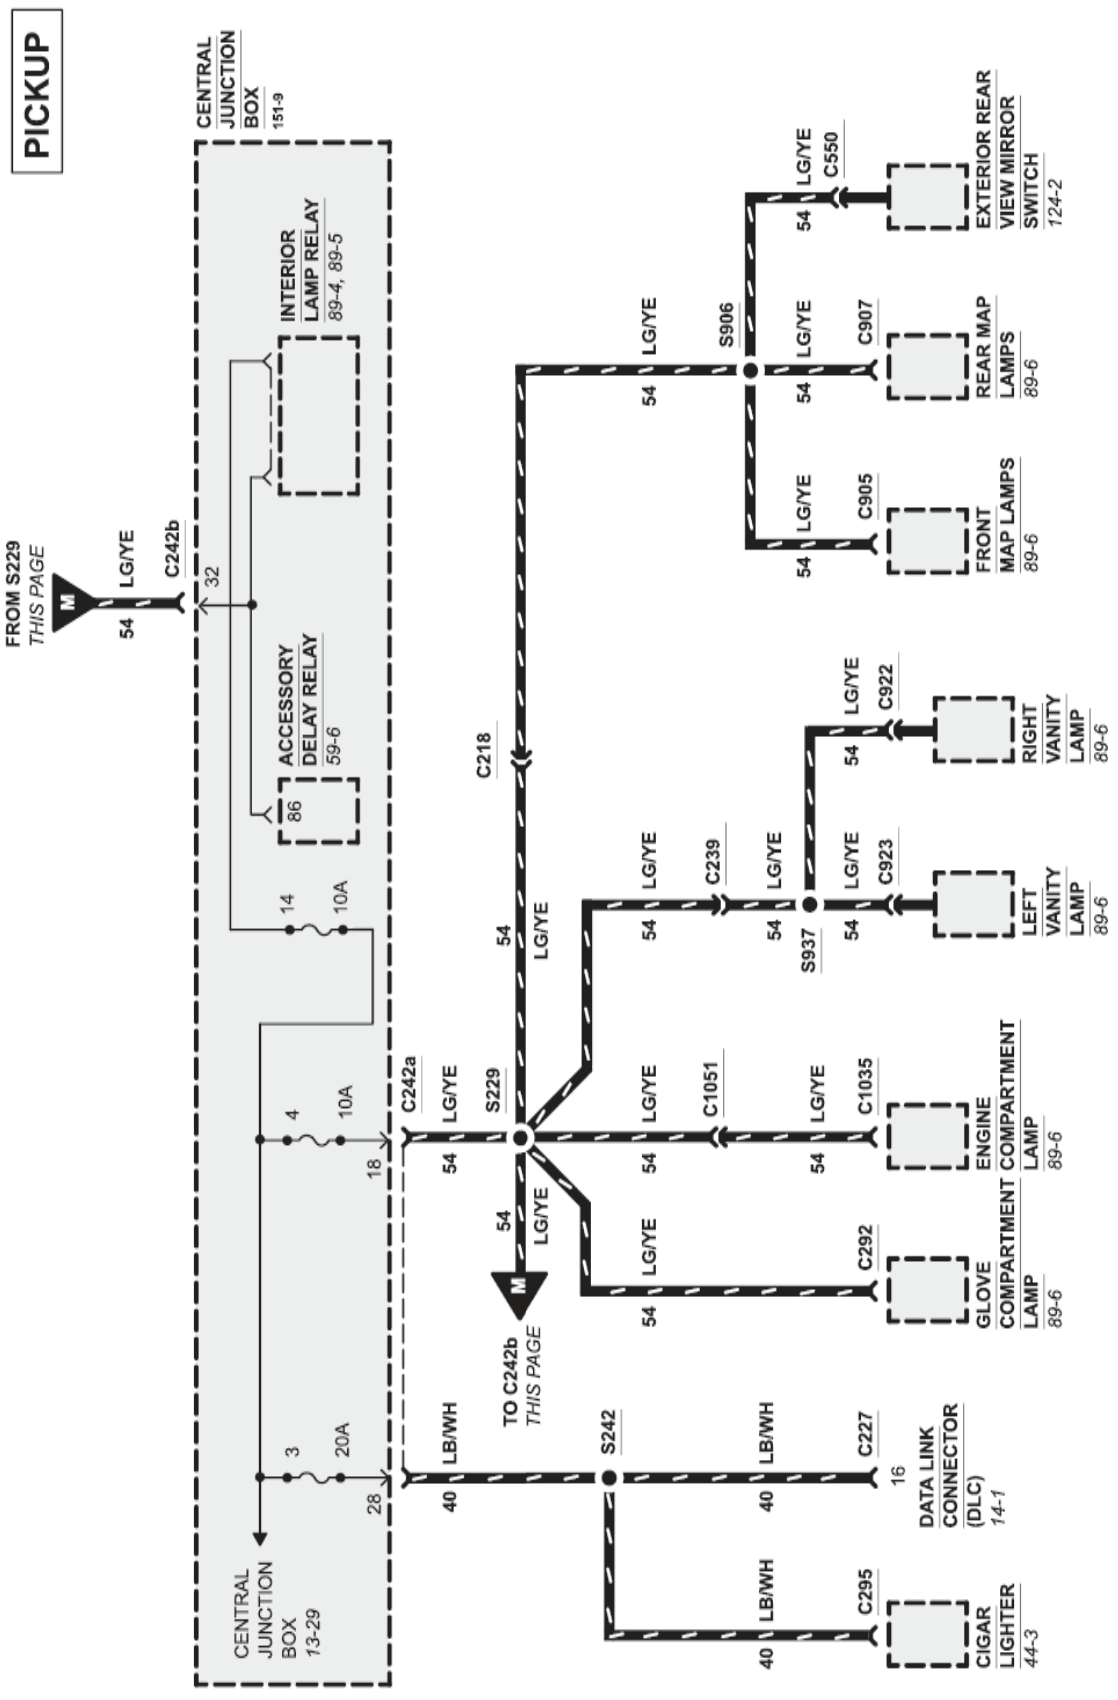 PICKUP
CENTRAL
JUNCTION
BOX
151-9
FROM S229
THIS PAGE
M
54
LG/YE
C242b
32
INTERIOR
LAMP RELAY
89-4, 89-5
ACCESSORY
DELAY RELAY
59-6
86
14
10A
4
10A
3
20A
CENTRAL
JUNCTION
BOX
13-29
28
18
C242a
40
LB/WH
54
LG/YE
S229
54
LG/YE
M
TO C242b
THIS PAGE
54
LG/YE
C218
54
LG/YE
S906
S242
40
LB/WH
C295
CIGAR
LIGHTER
44-3
40
LB/WH
C227
16
DATA LINK
CONNECTOR
(DLC)
14-1
54
LG/YE
C292
GLOVE
COMPARTMENT
LAMP
89-6
54
LG/YE
C1051
54
LG/YE
C1035
ENGINE
COMPARTMENT
LAMP
89-6
54
LG/YE
C239
54
LG/YE
S937
54
LG/YE
C923
LEFT
VANITY
LAMP
89-6
54
LG/YE
C922
RIGHT
VANITY
LAMP
89-6
54
LG/YE
C905
FRONT
MAP LAMPS
89-6
54
LG/YE
C907
REAR MAP
LAMPS
89-6
54
LG/YE
C550
EXTERIOR REAR
VIEW MIRROR
SWITCH
124-2